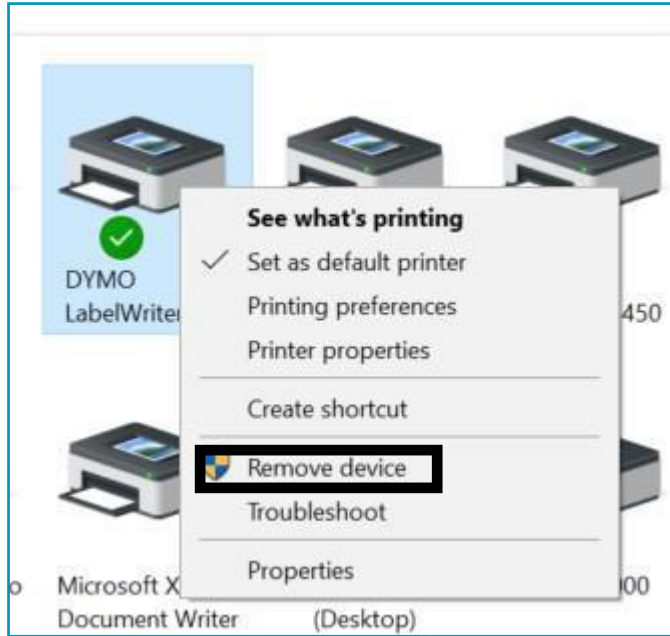 See what's printing
Set as default printer
DYMO
Printing preferences
LabelWriter
450
Printer properties
Create shortcut
Remove device
Troubleshoot
Properties
Microsoft X
Document Writer
(Desktop)